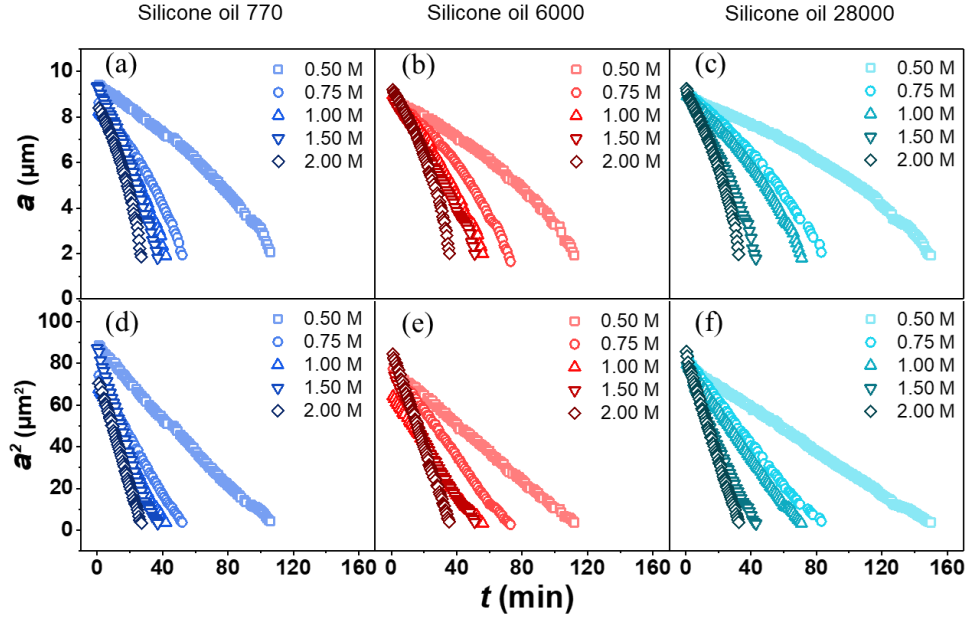 Silicone oil 770
Silicone oil 6000
Silicone oil 28000
a (µm)
10
8
6
4
2
0
(a)
0.50 M
0.75 M
1.00 M
1.50 M
2.00 M
(b)
0.50 M
0.75 M
1.00 M
1.50 M
2.00 M
(c)
0.50 M
0.75 M
1.00 M
1.50 M
2.00 M
a² (µm²)
100
80
60
40
20
0
(d)
0.50 M
0.75 M
1.00 M
1.50 M
2.00 M
(e)
0.50 M
0.75 M
1.00 M
1.50 M
2.00 M
(f)
0.50 M
0.75 M
1.00 M
1.50 M
2.00 M
0 40 80 120 160
0 40 80 120
0 40 80 120 160
t (min)